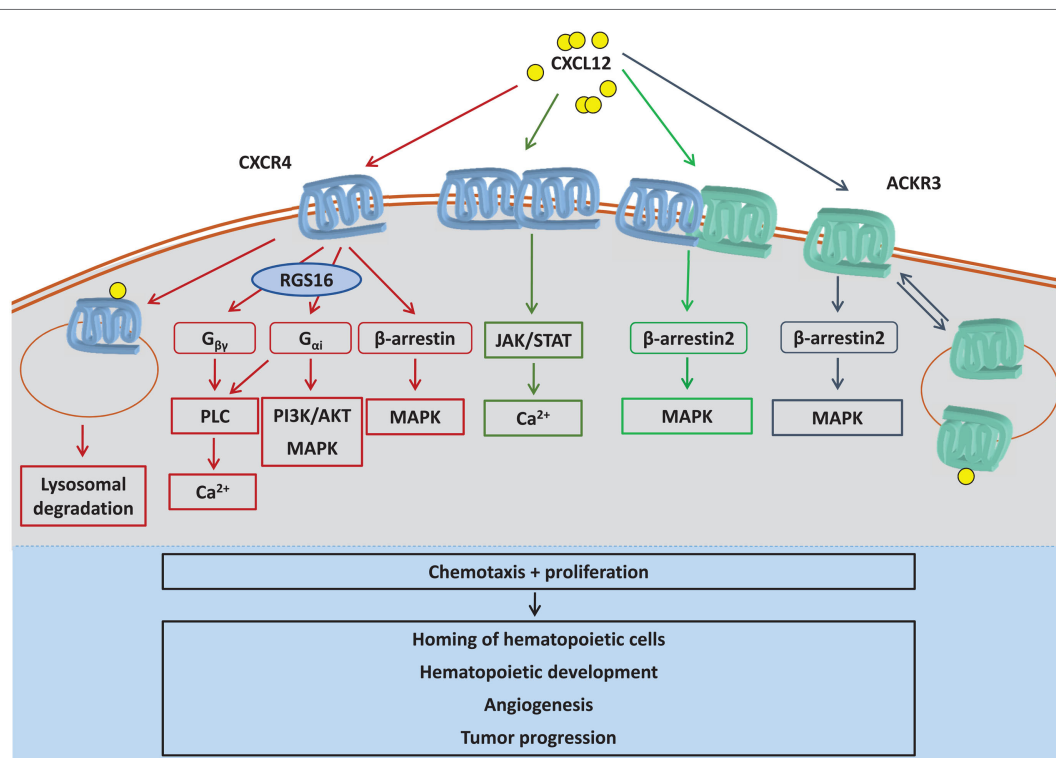 CXCL12
CXCR4
ACKR3
RGS16
Gβγ
Gαi
β-arrestin
JAK/STAT
β-arrestin2
β-arrestin2
PLC
PI3K/AKT
MAPK
MAPK
Ca²⁺
MAPK
MAPK
Lysosomal
degradation
Ca²⁺
Chemotaxis + proliferation
Homing of hematopoietic cells
Hematopoietic development
Angiogenesis
Tumor progression